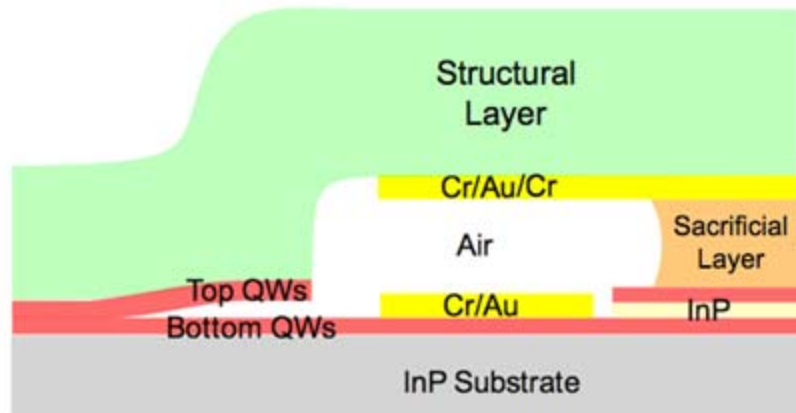 Structural
Layer
Cr/Au/Cr
Sacrificial
Layer
Air
Top QWs
Cr/Au
InP
Bottom QWs
InP Substrate